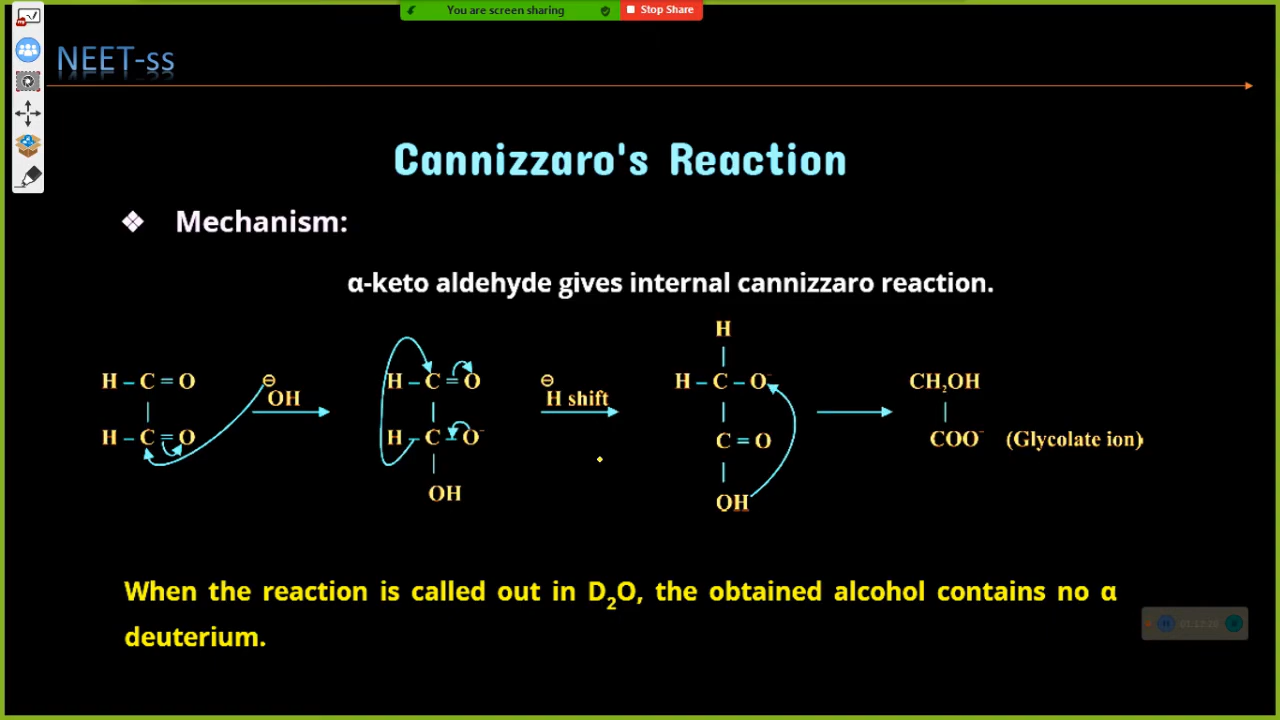 You are screen sharing
Stop Share
NEET-ss
Cannizzaro's Reaction
❖ Mechanism:
α-keto aldehyde gives internal cannizzaro reaction.
H – C = O
H – C = O
⊖
OH
H – C = O
H – C – O⁻
OH
⊖
H shift
H
H – C – O⁻
C = O
OH
CH₂OH
COO⁻ (Glycolate ion)
When the reaction is called out in D₂O, the obtained alcohol contains no α
deuterium.